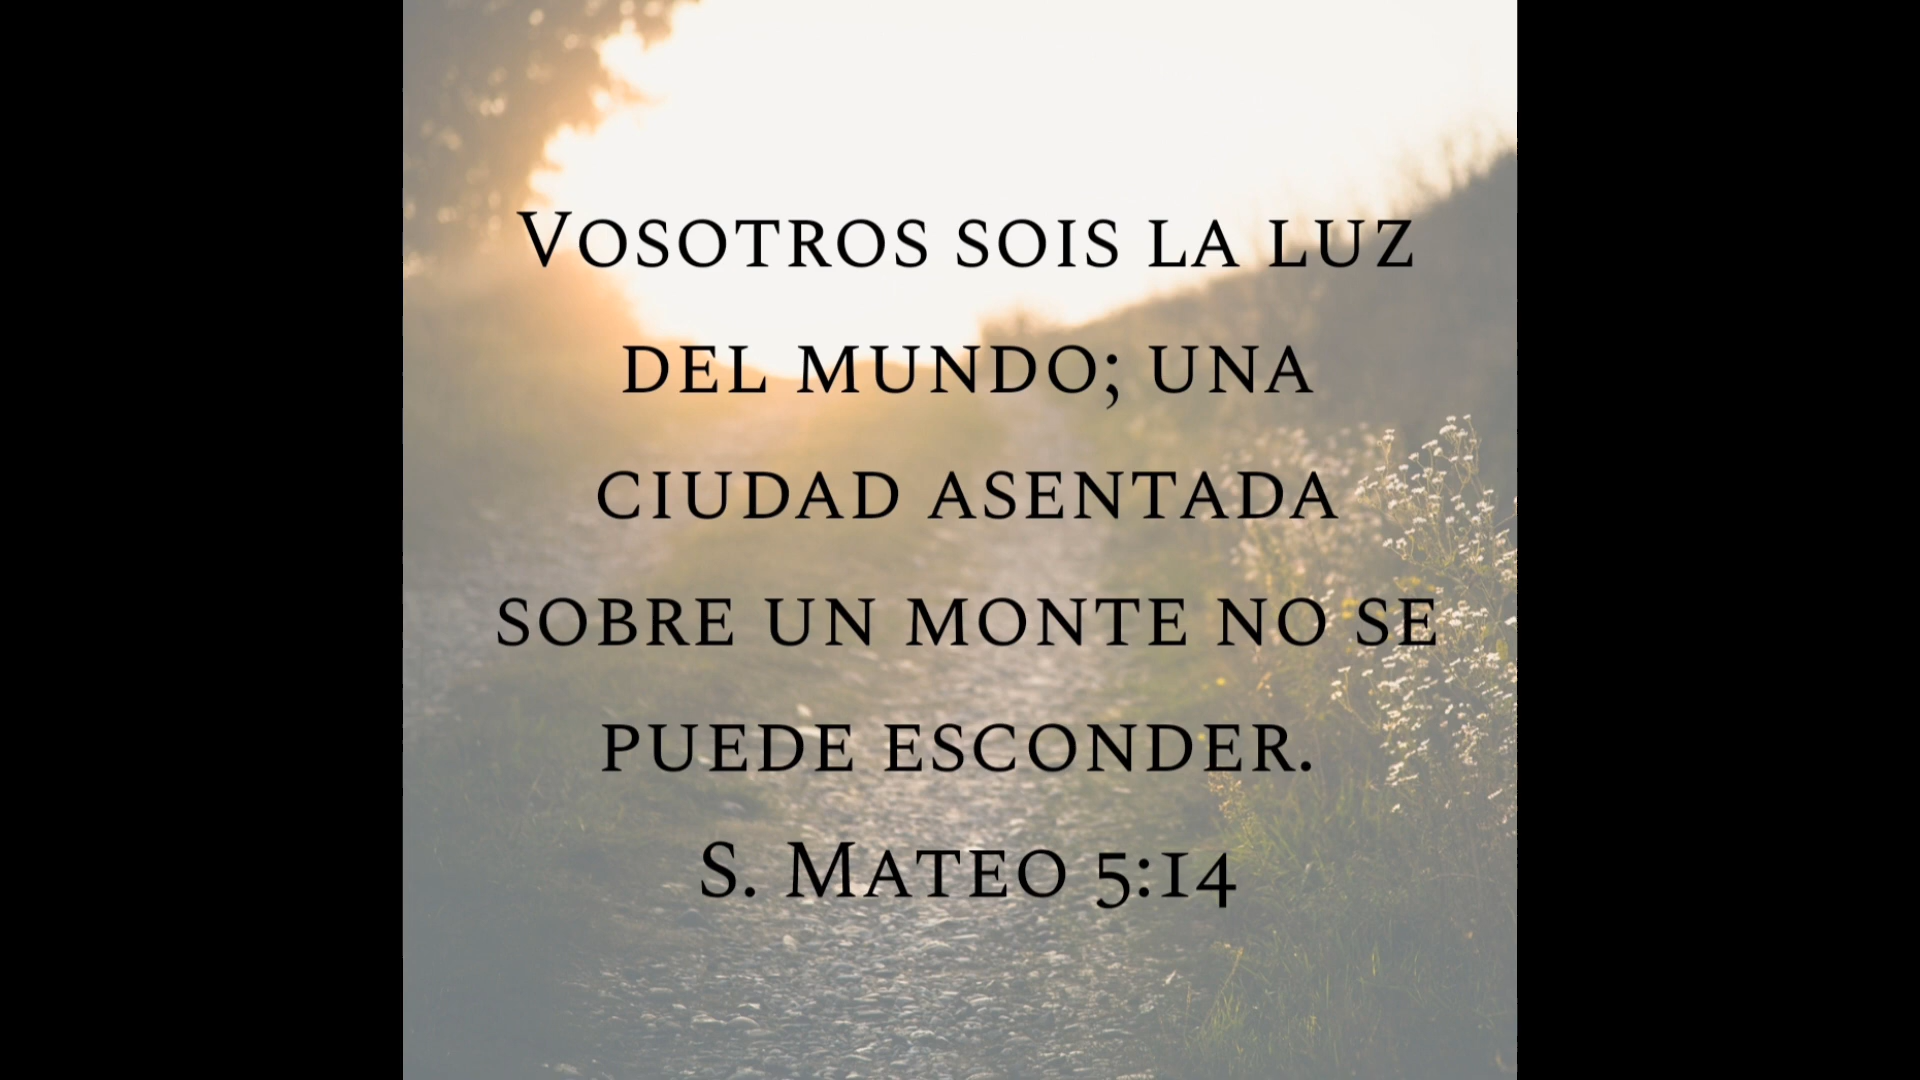 Vosotros sois la luz
del mundo; una
ciudad asentada
sobre un monte no se
puede esconder.
S. Mateo 5:14